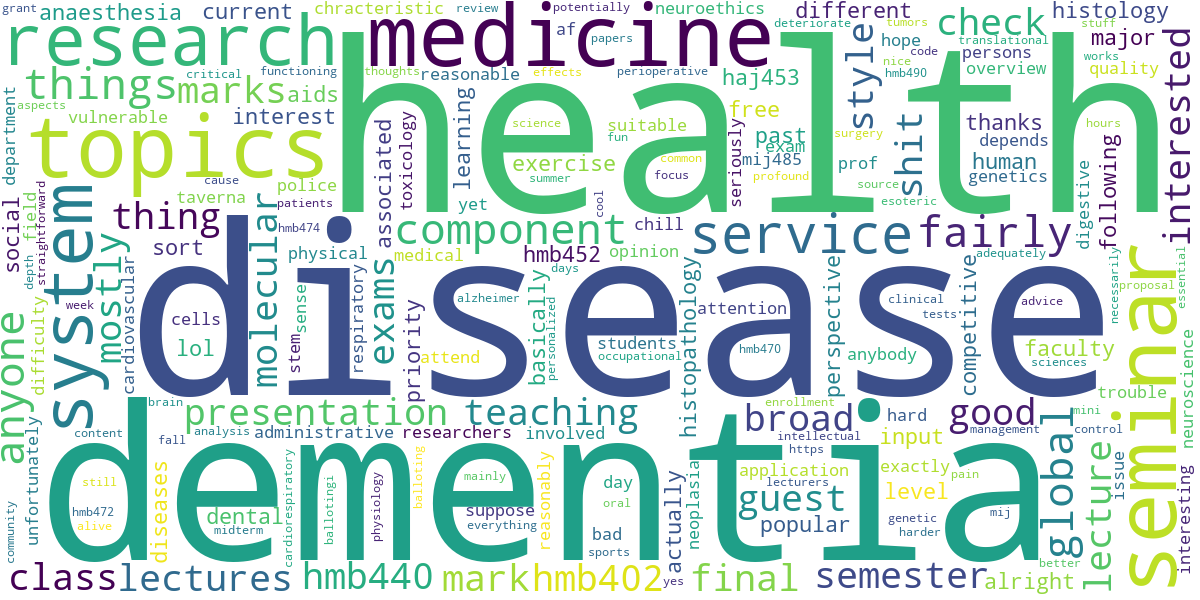 grant
anaesthesia
chracteristic
review
potentially
different
neuroethics
histology
current
af
papers
hope
check
deteriorate
tumors
stuff
major
research
medicine
health
style
code
translational
nice
works
persons
overview
quality
critical
functioning
thoughts
reasonable
effects
perioperative
haj453
hmb490
interested
things
marks
aids
aspects
department
vulnerable
interest
topics
toxicology
learning
science
fun
suitable
free
common
focus
seriously
past
exam
mij485
surgery
profound
prof
source
esoteric
shit
human
genetics
thanks
depends
hours
exercise
summer
cool
cause
police
taverna
patients
associated
yet
straightforward
social
field
depth
system
thing
sort
molecular
hmb474
physical
component
chill
hmb452
opinion
service
fairly
digestive
following
adequately
essential
proposal
necessarily
mostly
cardiovascular
week
cells
lol
disease
sense
stem
respiratory
exams
medical
priority
alzheimer
days
personalized
basically
attend
students
occupational
histopathology
attention
hmb470
perspective
clinical
tests
anybody
competitive
advice
faculty
sciences
seminar
neuroscience
anyone
difficulty
trouble
brain
presentation
teaching
enrollment
broad
good
mini
hard
management
control
content
fall
analysis
administrative
researchers
involved
intellectual
https
input
global
issue
lecture
unfortunately
still
hmb472
alive
community
diseases
midterm
dental
cardiorespiratory
ballotingi
physiology
balloting
mainly
suppose
everything
reasonably
day
oral
bad
sports
actually
neoplasia
application
lecturers
guest
popular
exactly
level
pain
genetic
harder
mij
dementia
interesting
better
class
lectures
hmb440
mark
hmb402
yes
final
semester
alright